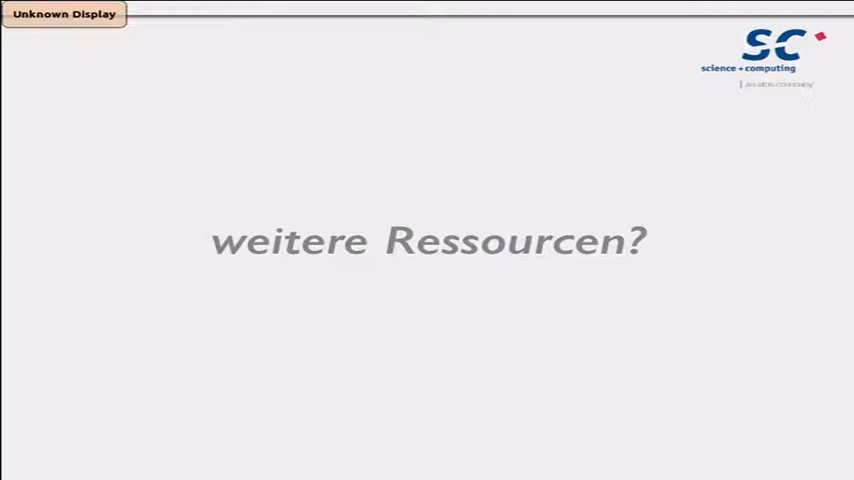 Unknown Display
SC
science + computing
an atos company
weitere Ressourcen?